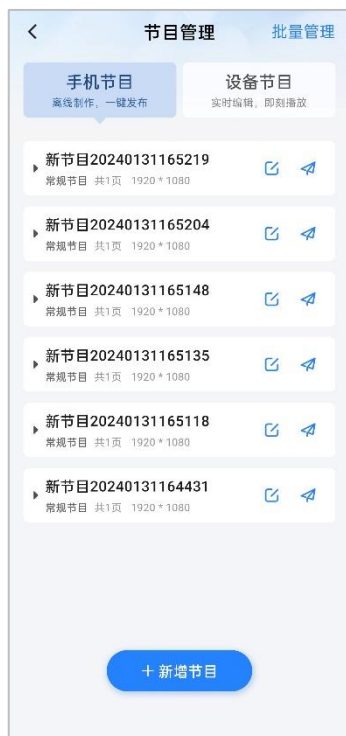 节目管理
批量管理
手机节目
离线制作，一键发布
设备节目
实时编辑，即刻播放
新节目20240131165219
常规节目 共1页 1920 * 1080
新节目20240131165204
常规节目 共1页 1920 * 1080
新节目20240131165148
常规节目 共1页 1920 * 1080
新节目20240131165135
常规节目 共1页 1920 * 1080
新节目20240131165118
常规节目 共1页 1920 * 1080
新节目20240131164431
常规节目 共1页 1920 * 1080
+ 新增节目